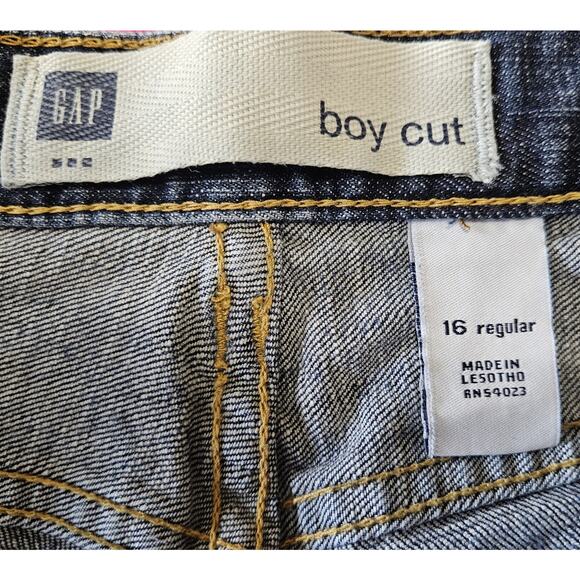 GAP
boy cut
16 regular
MADE IN
LESOTHO
RN54023